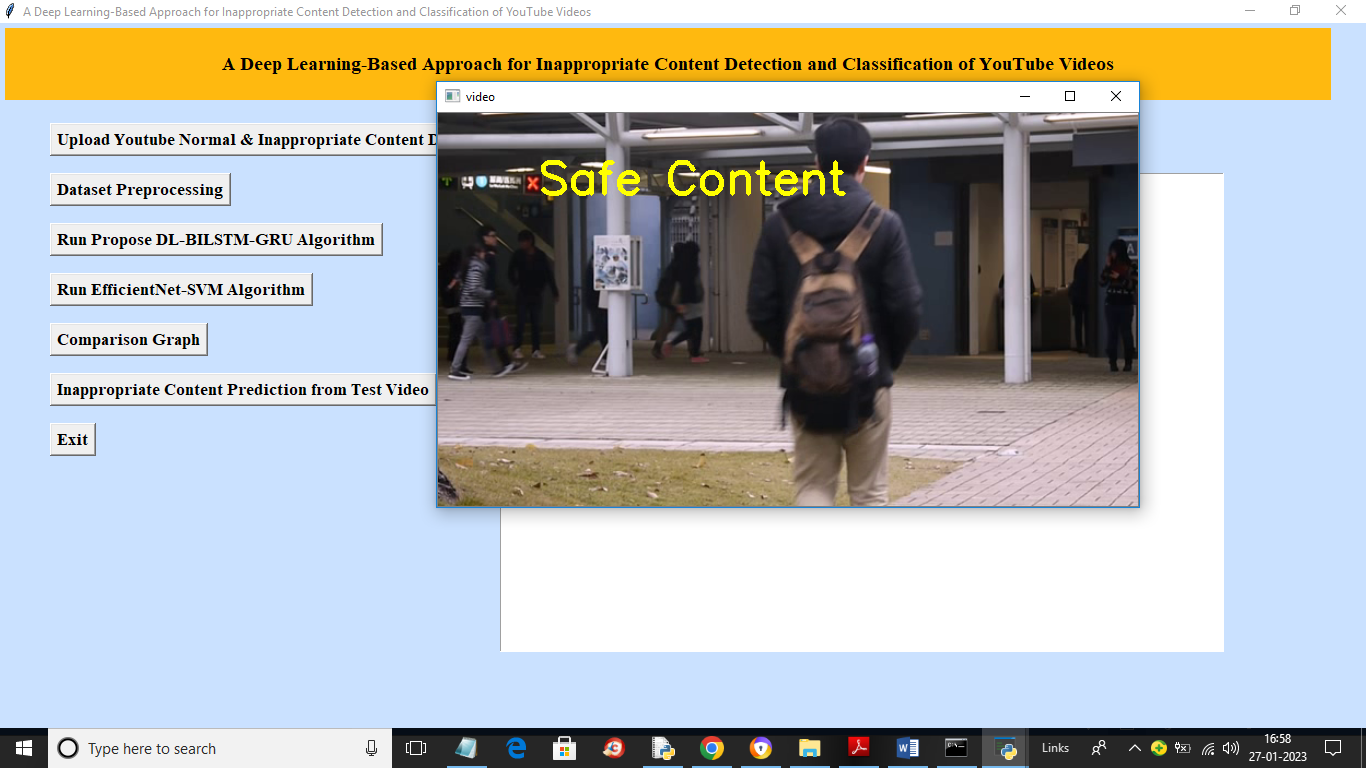 A Deep Learning-Based Approach for Inappropriate Content Detection and Classification of YouTube Videos
A Deep Learning-Based Approach for Inappropriate Content Detection and Classification of YouTube Videos
video
Upload Youtube Normal & Inappropriate Content D
Safe Content
Dataset Preprocessing
Run Propose DL-BILSTM-GRU Algorithm
Run EfficientNet-SVM Algorithm
Comparison Graph
Inappropriate Content Prediction from Test Video
Exit
Type here to search
Links
16:58
27-01-2023